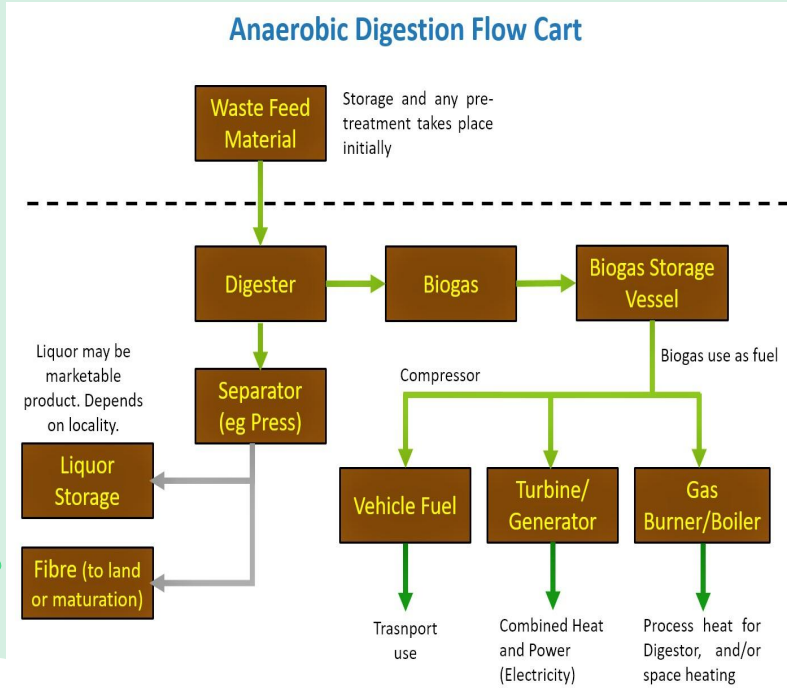 Anaerobic Digestion Flow Cart
Waste Feed
Material
Storage and any pre-
treatment takes place
initially
Digester
Biogas
Biogas Storage
Vessel
Liquor may be
marketable
product. Depends
on locality.
Separator
(eg Press)
Compressor
Biogas use as fuel
Liquor
Storage
Vehicle Fuel
Turbine/
Generator
Gas
Burner/Boiler
Fibre (to land
or maturation)
Trasnport
use
Combined Heat
and Power
(Electricity)
Process heat for
Digestor, and/or
space heating